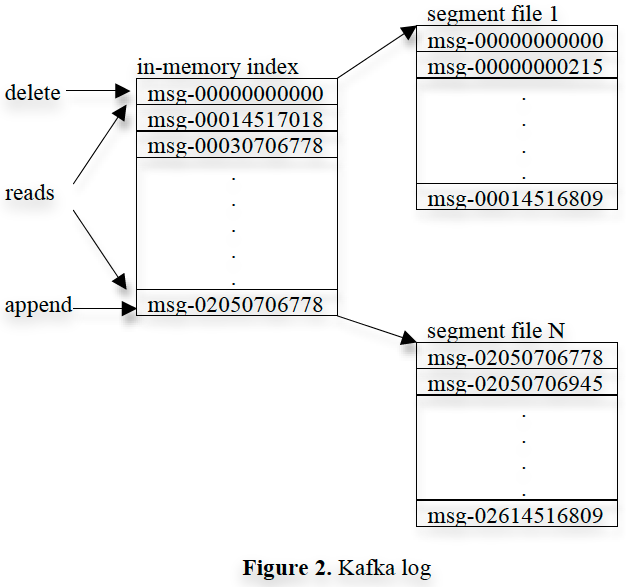 delete
reads
append
in-memory index
msg-00000000000
msg-00014517018
msg-00030706778
.
.
.
.
.
msg-02050706778
segment file 1
msg-00000000000
msg-00000000215
.
.
.
.
msg-00014516809
segment file N
msg-02050706778
msg-02050706945
.
.
.
.
msg-02614516809
Figure 2. Kafka log